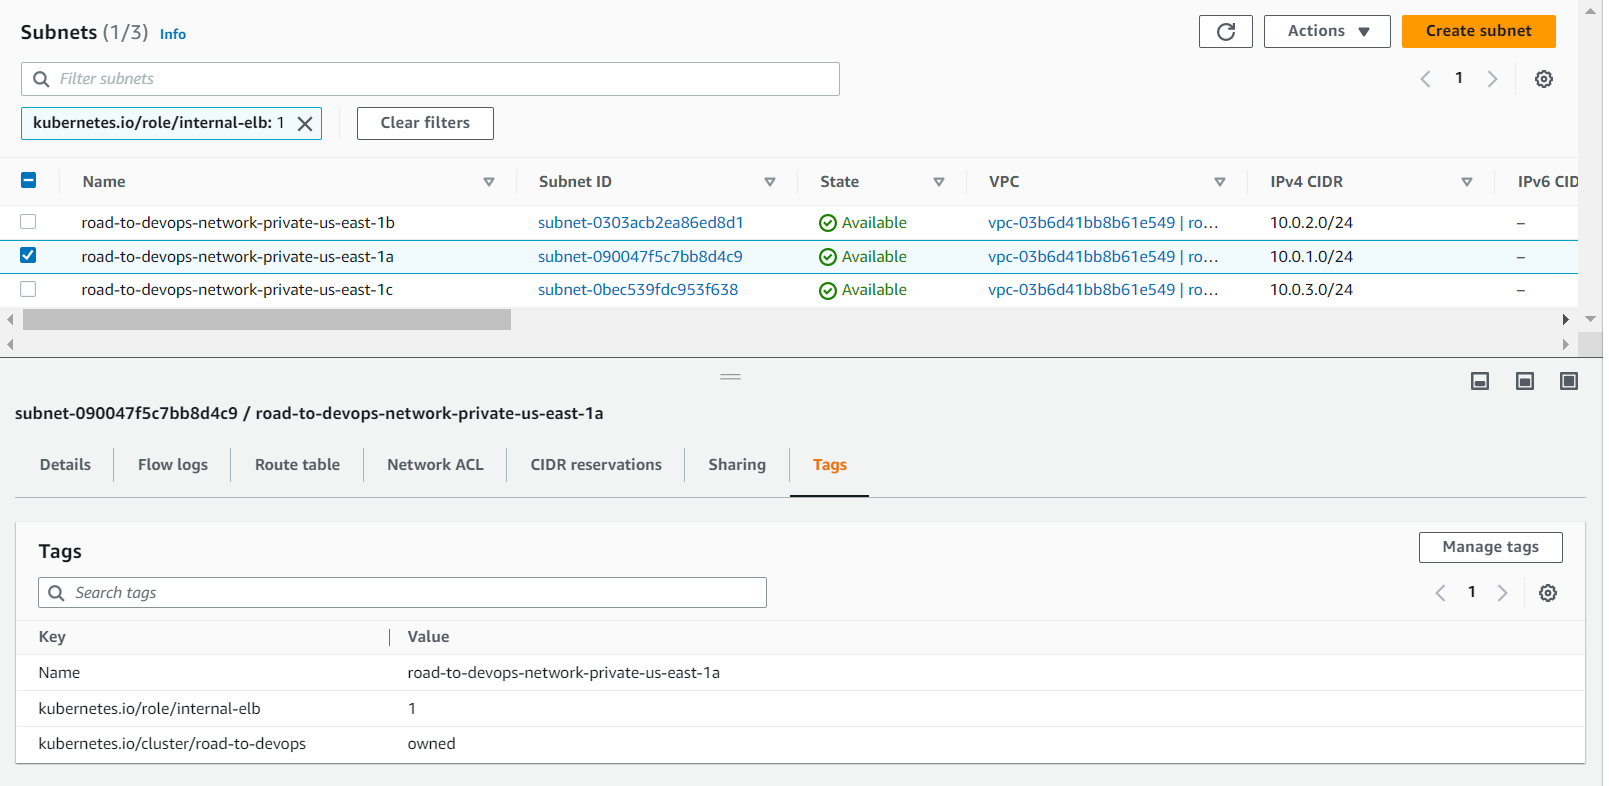 Subnets (1/3) Info
Actions
Create subnet
Filter subnets
1
kubernetes.io/role/internal-elb: 1
Clear filters
Name Subnet ID State VPC IPv4 CIDR IPv6 CID
road-to-devops-network-private-us-east-1b subnet-0303acb2ea86ed8d1 Available vpc-03b6d41bb8b61e549 | ro... 10.0.2.0/24 –
road-to-devops-network-private-us-east-1a subnet-090047f5c7bb8d4c9 Available vpc-03b6d41bb8b61e549 | ro... 10.0.1.0/24 –
road-to-devops-network-private-us-east-1c subnet-0bec539fdc953f638 Available vpc-03b6d41bb8b61e549 | ro... 10.0.3.0/24 –
subnet-090047f5c7bb8d4c9 / road-to-devops-network-private-us-east-1a
Details Flow logs Route table Network ACL CIDR reservations Sharing Tags
Tags
Manage tags
Search tags
1
Key Value
Name road-to-devops-network-private-us-east-1a
kubernetes.io/role/internal-elb 1
kubernetes.io/cluster/road-to-devops owned